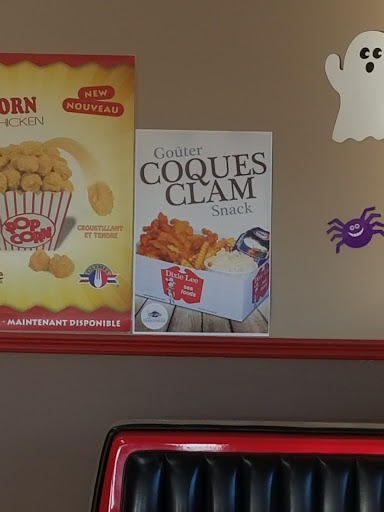 ORN
HICKEN
NEW
NOUVEAU
POP
CORN
CROUSTILLANT
ET TENDRE
MAINTENANT DISPONIBLE
Goûter
COQUES
CLAM
Snack
Dixie Lee
sea
foods